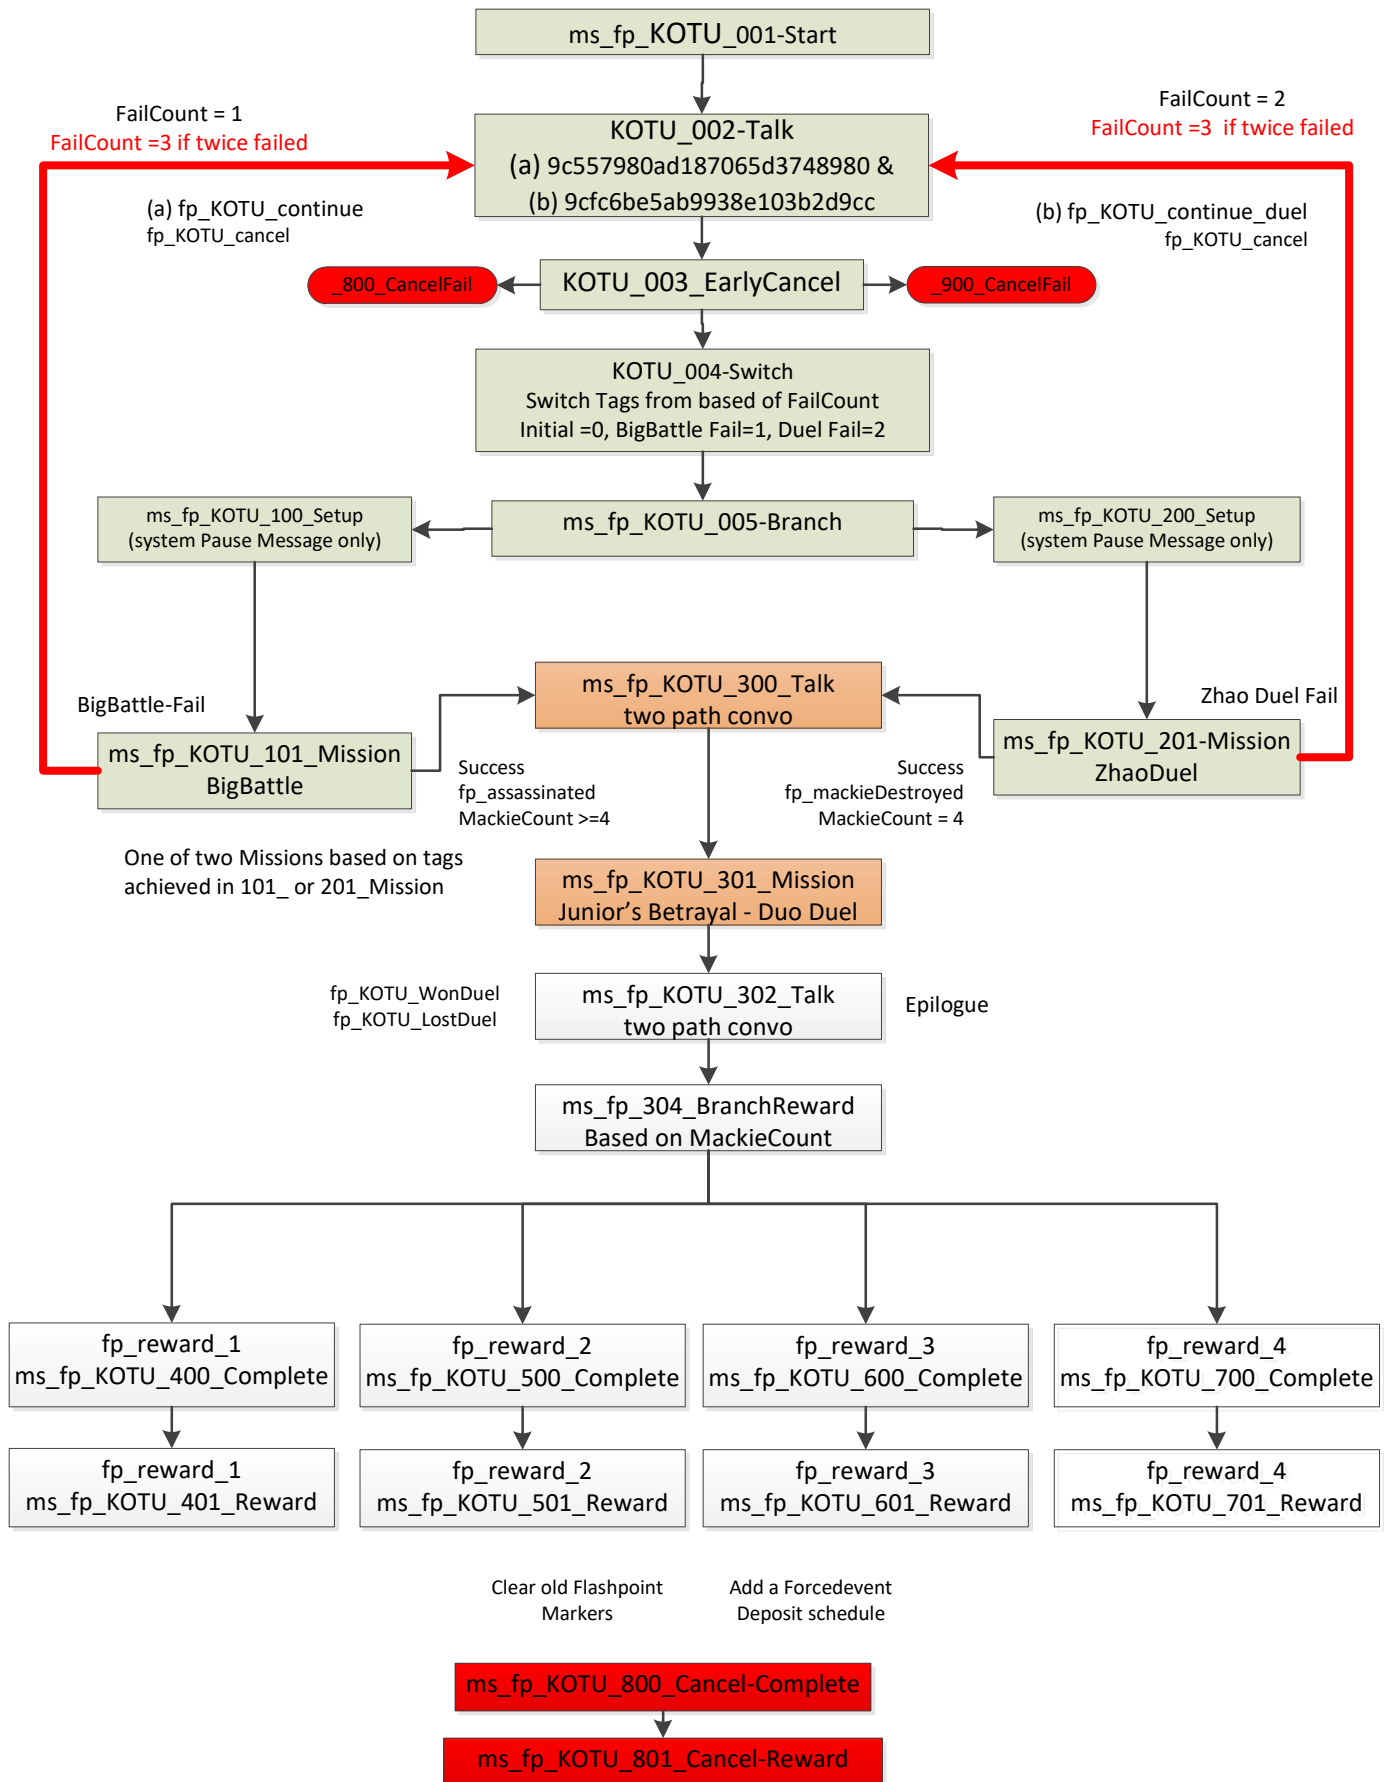 ms_fp_KOTU_001-Start
FailCount = 1
FailCount =3 if twice failed
FailCount = 2
FailCount =3  if twice failed
KOTU_002-Talk
(a) 9c557980ad187065d3748980 &
(b) 9cfc6be5ab9938e103b2d9cc
(a) fp_KOTU_continue
fp_KOTU_cancel
(b) fp_KOTU_continue_duel
fp_KOTU_cancel
_800_CancelFail
KOTU_003_EarlyCancel
_900_CancelFail
KOTU_004-Switch
Switch Tags from based of FailCount
Initial =0, BigBattle Fail=1, Duel Fail=2
ms_fp_KOTU_100_Setup
(system Pause Message only)
ms_fp_KOTU_005-Branch
ms_fp_KOTU_200_Setup
(system Pause Message only)
BigBattle-Fail
ms_fp_KOTU_300_Talk
two path convo
Zhao Duel Fail
ms_fp_KOTU_101_Mission
BigBattle
ms_fp_KOTU_201-Mission
ZhaoDuel
Success
fp_assassinated
MackieCount >=4
Success
fp_mackieDestroyed
MackieCount = 4
One of two Missions based on tags
achieved in 101_ or 201_Mission
ms_fp_KOTU_301_Mission
Junior's Betrayal - Duo Duel
fp_KOTU_WonDuel
fp_KOTU_LostDuel
ms_fp_KOTU_302_Talk
two path convo
Epilogue
ms_fp_304_BranchReward
Based on MackieCount
fp_reward_1
ms_fp_KOTU_400_Complete
fp_reward_2
ms_fp_KOTU_500_Complete
fp_reward_3
ms_fp_KOTU_600_Complete
fp_reward_4
ms_fp_KOTU_700_Complete
fp_reward_1
ms_fp_KOTU_401_Reward
fp_reward_2
ms_fp_KOTU_501_Reward
fp_reward_3
ms_fp_KOTU_601_Reward
fp_reward_4
ms_fp_KOTU_701_Reward
Clear old Flashpoint
Markers
Add a Forcedevent
Deposit schedule
ms_fp_KOTU_800_Cancel-Complete
ms_fp_KOTU_801_Cancel-Reward